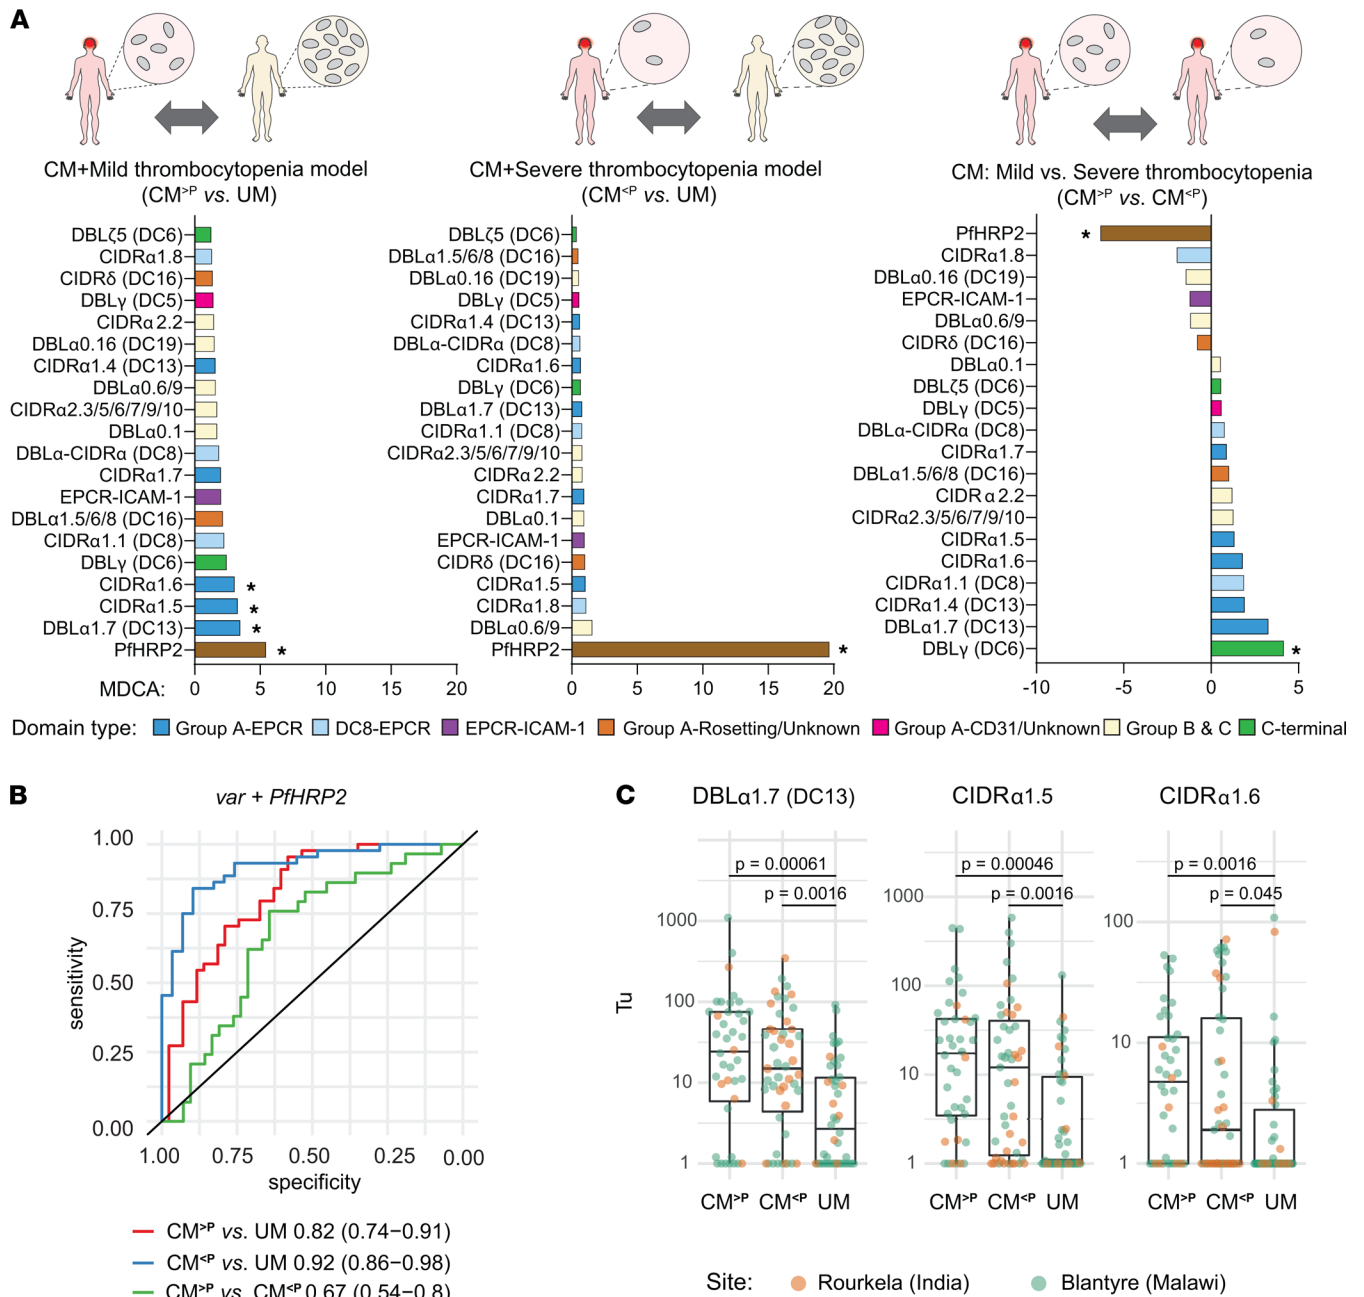 A
CM+Mild thrombocytopenia model
(CM>P vs. UM)
DBLζ5 (DC6)
CIDRα1.8
CIDRδ (DC16)
DBLγ (DC5)
CIDRα2.2
DBLα0.16 (DC19)
CIDRα1.4 (DC13)
DBLα0.6/9
CIDRα2.3/5/6/7/9/10
DBLα0.1
DBLα-CIDRα (DC8)
CIDRα1.7
EPCR-ICAM-1
DBLα1.5/6/8 (DC16)
CIDRα1.1 (DC8)
DBLγ (DC6)
CIDRα1.6 *
CIDRα1.5 *
DBLα1.7 (DC13) *
PfHRP2 *
MDCA: 0 5 10 15 20
CM+Severe thrombocytopenia model
(CM<P vs. UM)
DBLζ5 (DC6)
DBLα1.5/6/8 (DC16)
DBLα0.16 (DC19)
DBLγ (DC5)
CIDRα1.4 (DC13)
DBLα-CIDRα (DC8)
CIDRα1.6
DBLγ (DC6)
DBLα1.7 (DC13)
CIDRα1.1 (DC8)
CIDRα2.3/5/6/7/9/10
CIDRα2.2
CIDRα1.7
DBLα0.1
EPCR-ICAM-1
CIDRδ (DC16)
CIDRα1.5
CIDRα1.8
DBLα0.6/9
PfHRP2 *
0 5 10 15 20
CM: Mild vs. Severe thrombocytopenia
(CM>P vs. CM<P)
PfHRP2 *
CIDRα1.8
DBLα0.16 (DC19)
EPCR-ICAM-1
DBLα0.6/9
CIDRδ (DC16)
DBLα0.1
DBLζ5 (DC6)
DBLγ (DC5)
DBLα-CIDRα (DC8)
CIDRα1.7
DBLα1.5/6/8 (DC16)
CIDRα2.2
CIDRα2.3/5/6/7/9/10
CIDRα1.5
CIDRα1.6
CIDRα1.1 (DC8)
CIDRα1.4 (DC13)
DBLα1.7 (DC13)
DBLγ (DC6) *
-10 -5 0 5
Domain type: Group A-EPCR DC8-EPCR EPCR-ICAM-1 Group A-Rosetting/Unknown Group A-CD31/Unknown Group B & C C-terminal
B
var + PfHRP2
1.00
0.75
0.50
0.25
0.00
sensitivity
1.00 0.75 0.50 0.25 0.00
specificity
CM>P vs. UM 0.82 (0.74–0.91)
CM<P vs. UM 0.92 (0.86–0.98)
CM>P vs. CM<P 0.67 (0.54–0.8)
C
Tu
DBLα1.7 (DC13)
p = 0.00061
p = 0.0016
1000
100
10
1
CM>P CM<P UM
CIDRα1.5
p = 0.00046
p = 0.0016
1000
100
10
1
CM>P CM<P UM
CIDRα1.6
p = 0.0016
p = 0.045
100
10
1
CM>P CM<P UM
Site: Rourkela (India) Blantyre (Malawi)